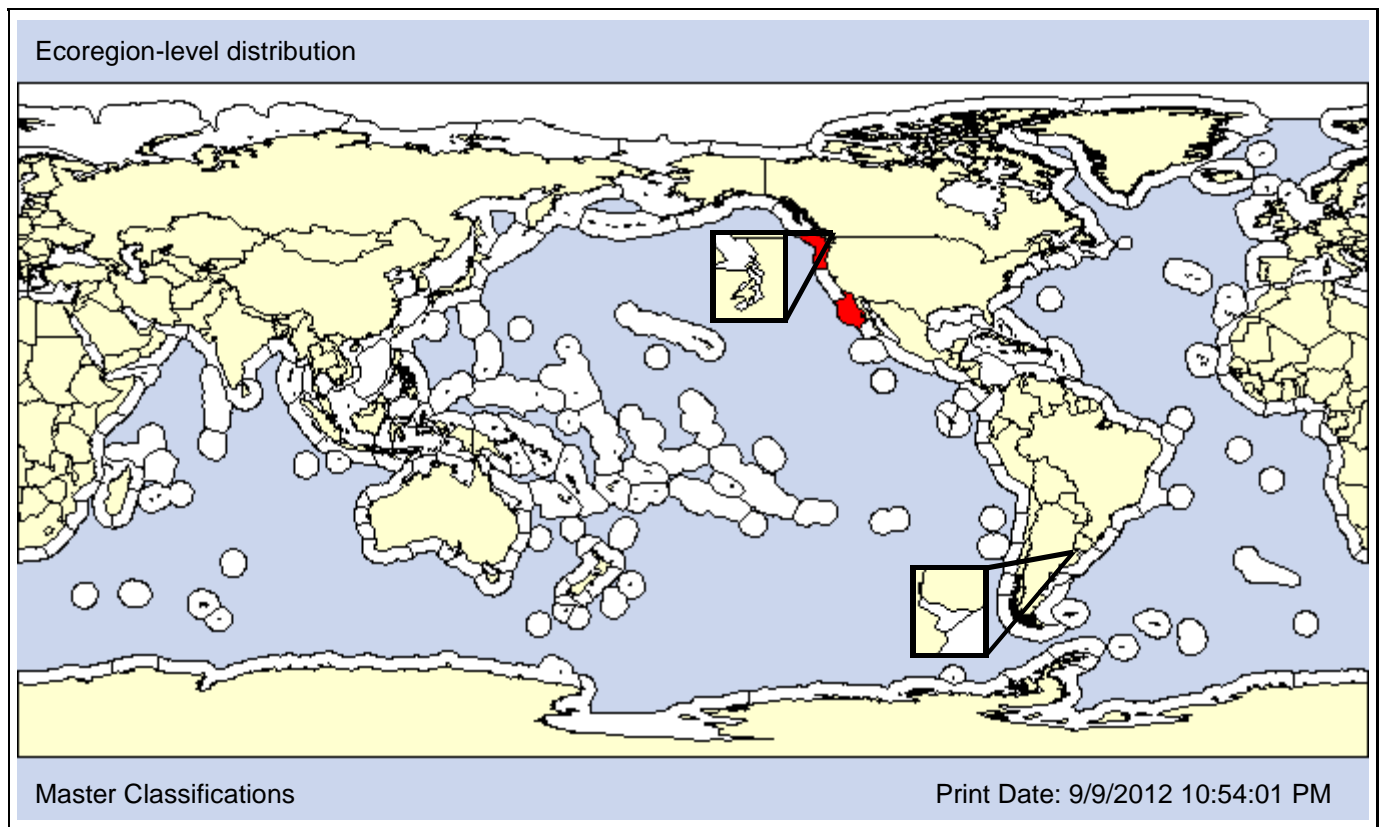 Ecoregion-level distribution
Master Classifications
Print Date: 9/9/2012 10:54:01 PM